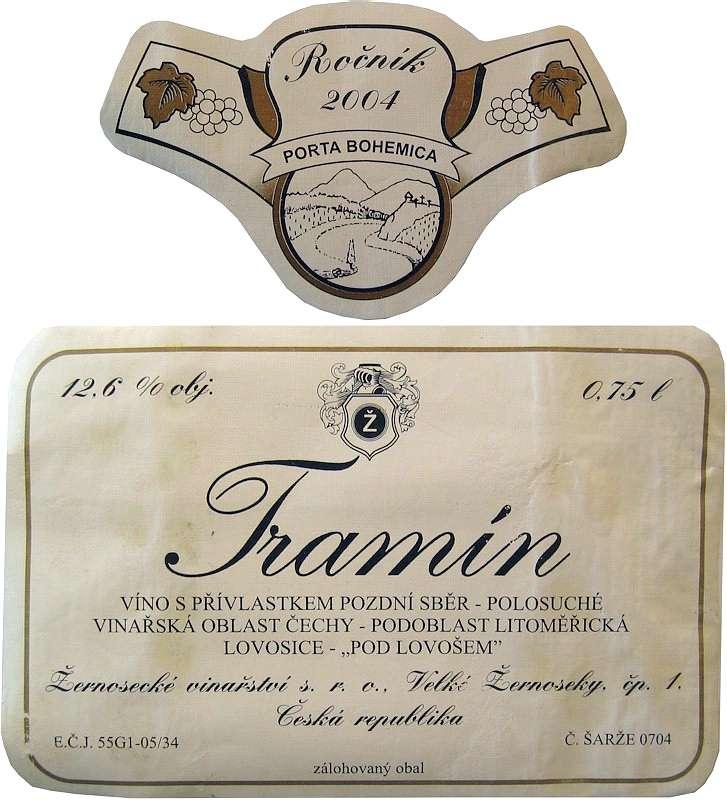 Ročník
2004
PORTA BOHEMICA
12,6 % obj.
0,75 l
Ž
Tramín
VÍNO S PŘÍVLASTKEM POZDNÍ SBĚR - POLOSUCHÉ
VINAŘSKÁ OBLAST ČECHY - PODOBLAST LITOMĚŘICKÁ
LOVOSICE - „POD LOVOŠEM”
Žernosecké vinařství s. r. o., Velké Žernoseky, čp. 1.
Česká republika
E.Č.J. 55G1-05/34
Č. ŠARŽE 0704
zálohovaný obal